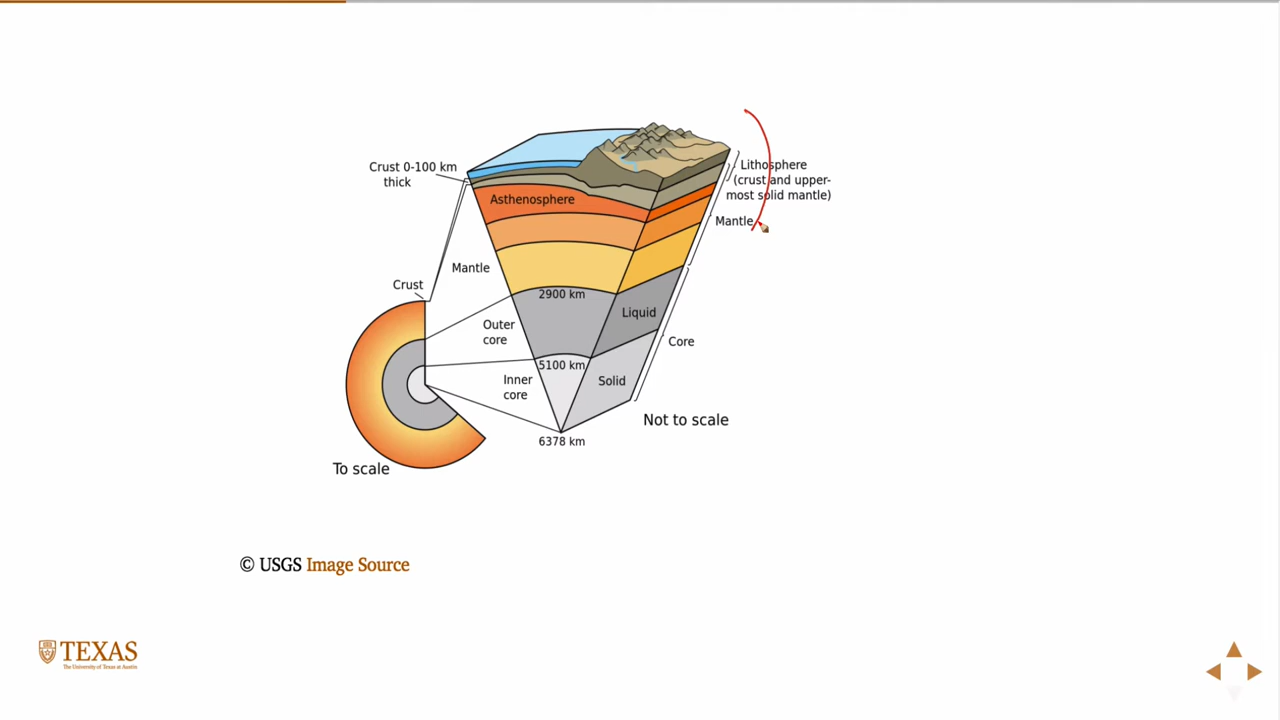 Crust 0-100 km
thick
Asthenosphere
Lithosphere
(crust and upper-
most solid mantle)
Mantle
Mantle
Crust
2900 km
Liquid
Outer
core
Core
5100 km
Inner
core
Solid
Not to scale
6378 km
To scale
© USGS Image Source
TEXAS
The University of Texas at Austin